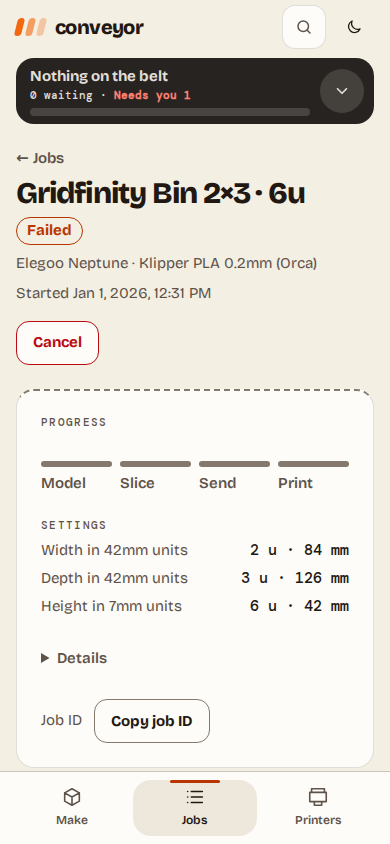 conveyor
Nothing on the belt
0 waiting · Needs you 1
← Jobs
Gridfinity Bin 2×3 · 6u
Failed
Elegoo Neptune · Klipper PLA 0.2mm (Orca)
Started Jan 1, 2026, 12:31 PM
Cancel
PROGRESS
Model Slice Send Print
SETTINGS
Width in 42mm units 2 u · 84 mm
Depth in 42mm units 3 u · 126 mm
Height in 7mm units 6 u · 42 mm
▶ Details
Job ID Copy job ID
Make Jobs Printers